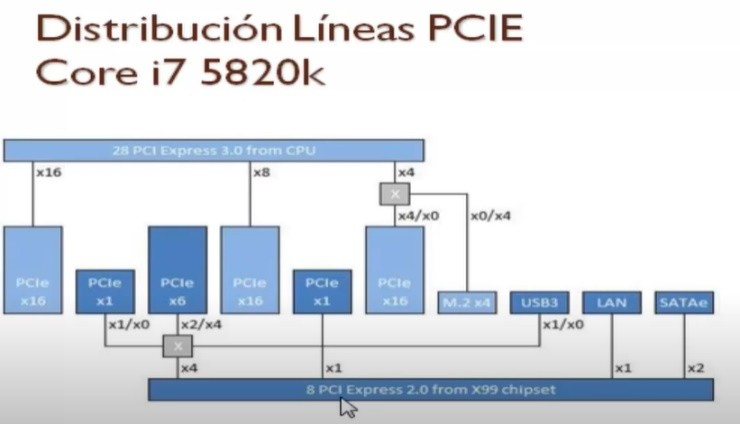 Distribución Líneas PCIE
Core i7 5820k
28 PCI Express 3.0 from CPU
x16
x8
x4
X
x4/x0
x0/x4
PCIe
x16
PCIe
x1
PCIe
x6
PCIe
x16
PCIe
x1
PCIe
x16
M.2 x4
USB3
LAN
SATAe
x1/x0
x2/x4
x1/x0
X
x4
x1
x1
x2
8 PCI Express 2.0 from X99 chipset